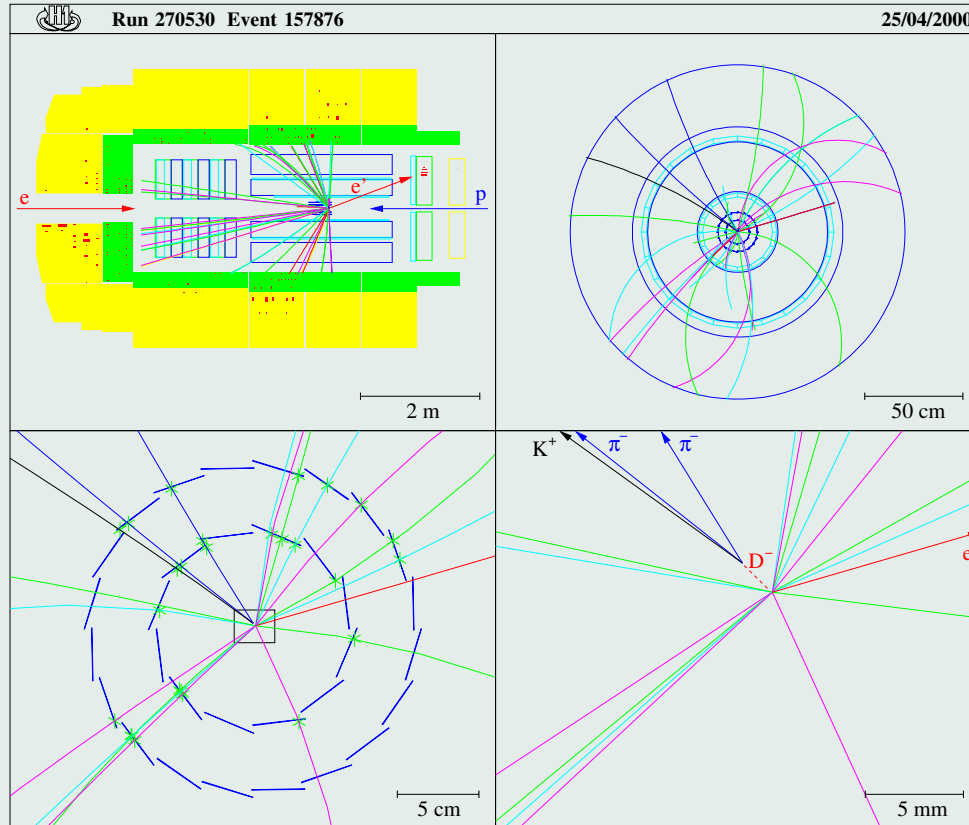 Run 270530 Event 157876
25/04/2000
e
e'
p
2 m
50 cm
5 cm
K+
π−
π−
D−
e
5 mm